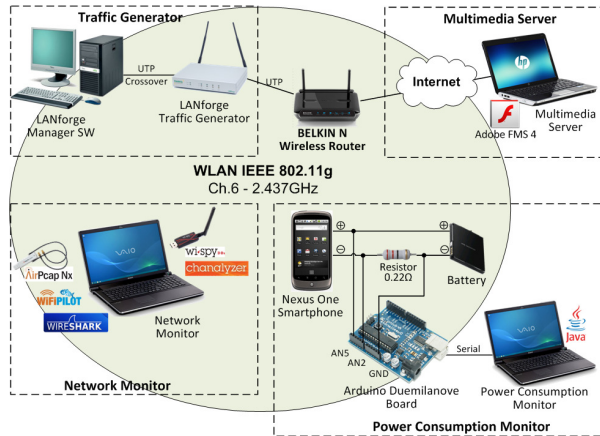 Traffic Generator
Multimedia Server
UTP
Crossover
UTP
Internet
hp
LANforge
Manager SW
LANforge
Traffic Generator
BELKIN N
Wireless Router
Adobe FMS 4
Multimedia
Server
WLAN IEEE 802.11g
Ch.6 - 2.437GHz
AirPcap Nx
VAIO
wi-spy
chanalyzer
WIFIPILOT
WIRESHARK
Network
Monitor
Network Monitor
Nexus One
Smartphone
+
−
Resistor
0.22Ω
Battery
AN5
AN2
GND
Serial
VAIO
Java
Arduino Duemilanove
Board
Power Consumption
Monitor
Power Consumption Monitor